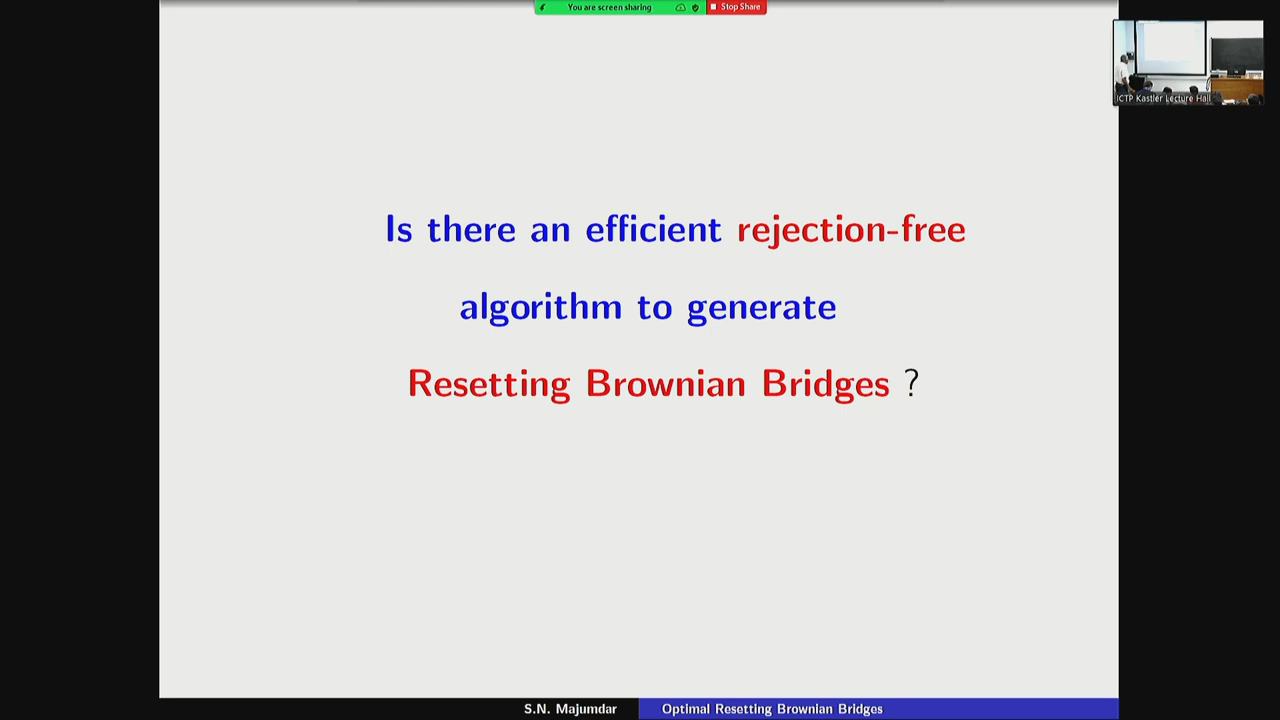 You are screen sharing
Stop Share
ICTP Kastler Lecture Hall
Is there an efficient rejection-free
algorithm to generate
Resetting Brownian Bridges ?
S.N. Majumdar
Optimal Resetting Brownian Bridges